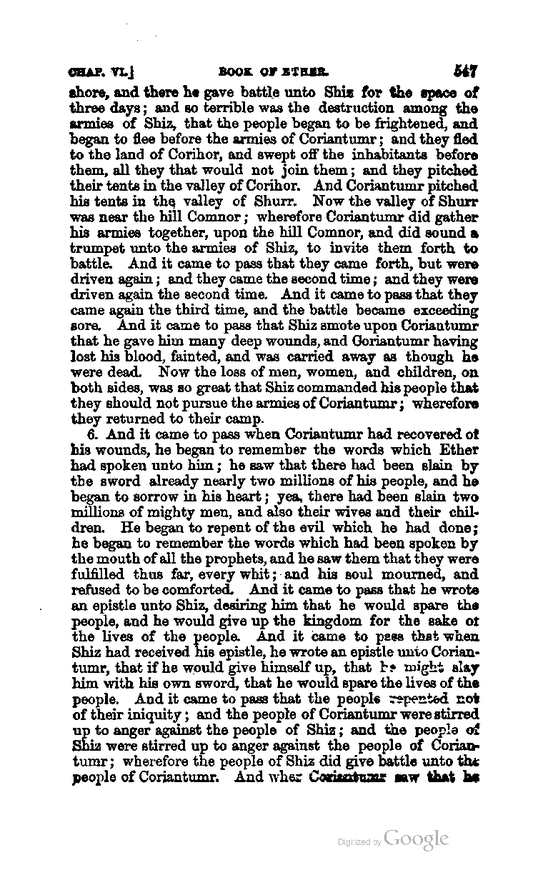 CHAP. VI.] BOOK OF ETHER. 547
shore, and there he gave battle unto Shiz for the space of
three days; and so terrible was the destruction among the
armies of Shiz, that the people began to be frightened, and
began to flee before the armies of Coriantumr; and they fled
to the land of Corihor, and swept off the inhabitants before
them, all they that would not join them; and they pitched
their tents in the valley of Corihor. And Coriantumr pitched
his tents in the valley of Shurr. Now the valley of Shurr
was near the hill Comnor; wherefore Coriantumr did gather
his armies together, upon the hill Comnor, and did sound a
trumpet unto the armies of Shiz, to invite them forth to
battle. And it came to pass that they came forth, but were
driven again; and they came the second time; and they were
driven again the second time. And it came to pass that they
came again the third time, and the battle became exceeding
sore. And it came to pass that Shiz smote upon Coriantumr
that he gave him many deep wounds, and Coriantumr having
lost his blood, fainted, and was carried away as though he
were dead. Now the loss of men, women, and children, on
both sides, was so great that Shiz commanded his people that
they should not pursue the armies of Coriantumr; wherefore
they returned to their camp.
6. And it came to pass when Coriantumr had recovered of
his wounds, he began to remember the words which Ether
had spoken unto him; he saw that there had been slain by
the sword already nearly two millions of his people, and he
began to sorrow in his heart; yea, there had been slain two
millions of mighty men, and also their wives and their chil-
dren. He began to repent of the evil which he had done;
he began to remember the words which had been spoken by
the mouth of all the prophets, and he saw them that they were
fulfilled thus far, every whit; and his soul mourned, and
refused to be comforted. And it came to pass that he wrote
an epistle unto Shiz, desiring him that he would spare the
people, and he would give up the kingdom for the sake of
the lives of the people. And it came to pass that when
Shiz had received his epistle, he wrote an epistle unto Corian-
tumr, that if he would give himself up, that he might slay
him with his own sword, that he would spare the lives of the
people. And it came to pass that the people repented not
of their iniquity; and the people of Coriantumr were stirred
up to anger against the people of Shiz; and the people of
Shiz were stirred up to anger against the people of Corian-
tumr; wherefore the people of Shiz did give battle unto the
people of Coriantumr. And when Coriantumr saw that he
Digitized by Google